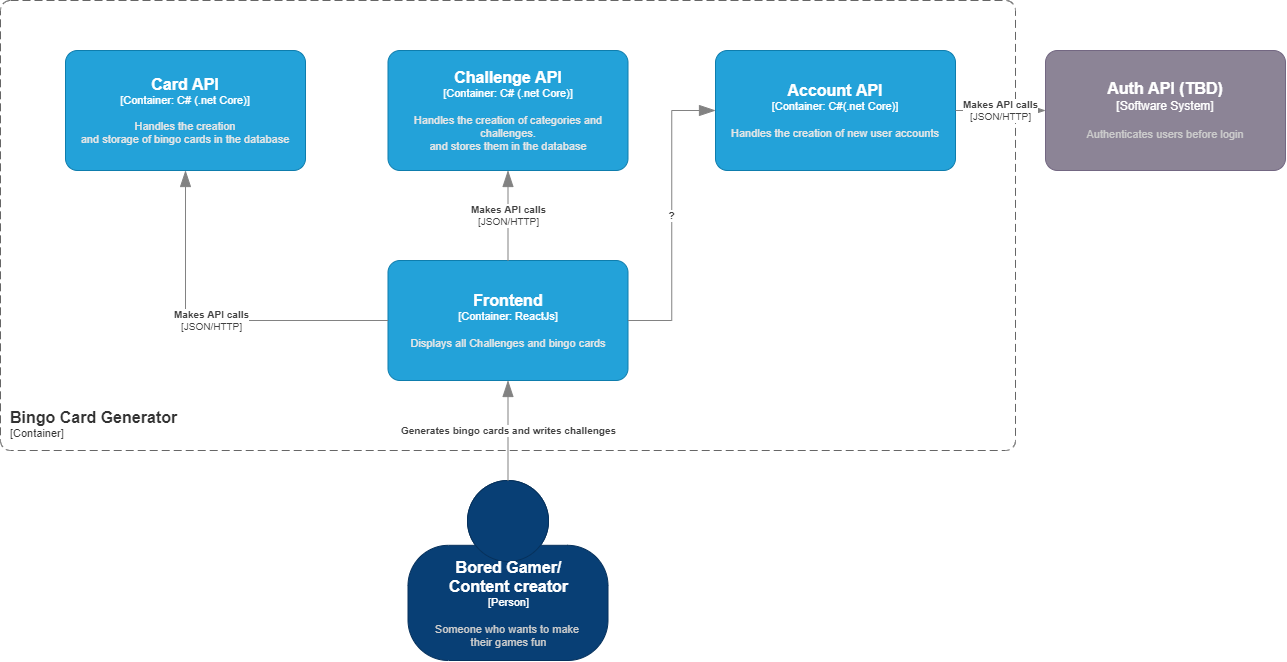 Card API
[Container: C# (.net Core)]
Handles the creation
and storage of bingo cards in the database
Challenge API
[Container: C# (.net Core)]
Handles the creation of categories and
challenges.
and stores them in the database
Account API
[Container: C#(.net Core)]
Handles the creation of new user accounts
Makes API calls
[JSON/HTTP]
Auth API (TBD)
[Software System]
Authenticates users before login
Makes API calls
[JSON/HTTP]
?
Frontend
[Container: ReactJs]
Displays all Challenges and bingo cards
Makes API calls
[JSON/HTTP]
Bingo Card Generator
[Container]
Generates bingo cards and writes challenges
Bored Gamer/
Content creator
[Person]
Someone who wants to make
their games fun